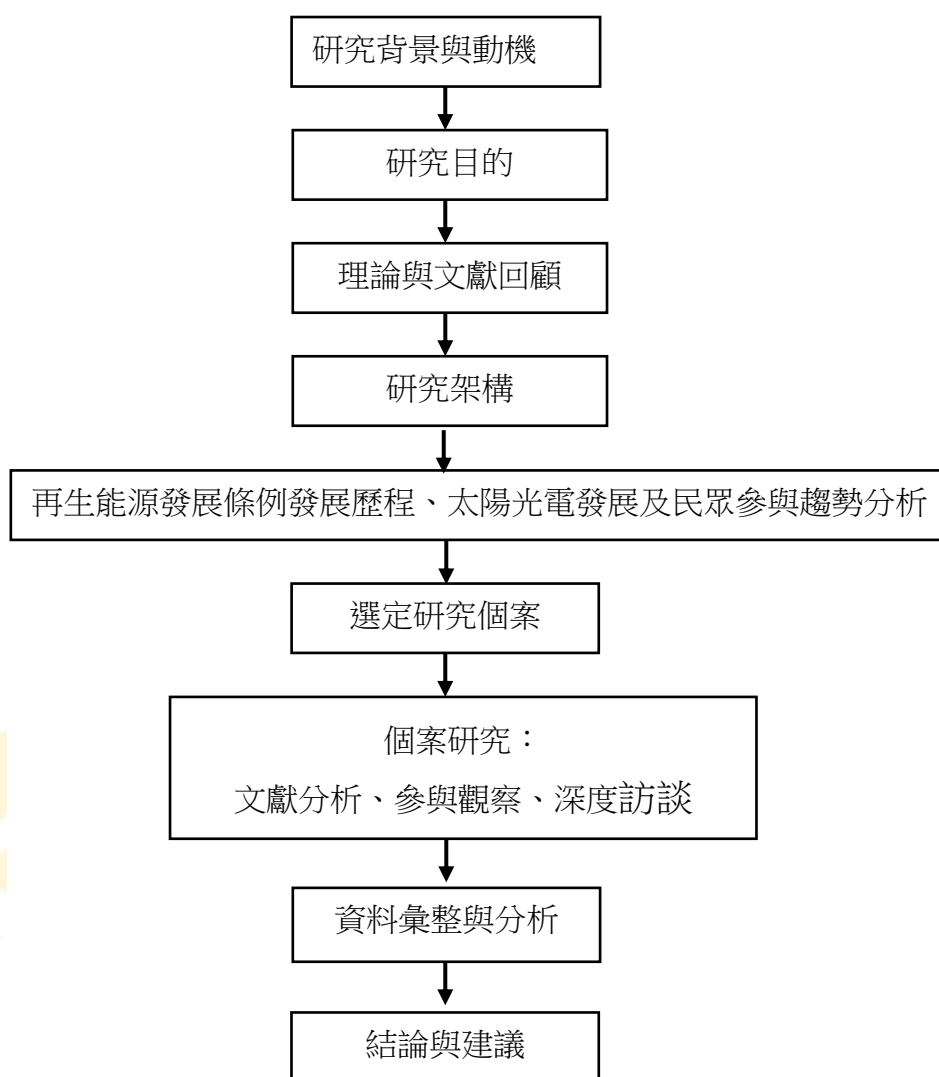 研究背景與動機
研究目的
理論與文獻回顧
研究架構
再生能源發展條例發展歷程、太陽光電發展及民眾參與趨勢分析
選定研究個案
個案研究：
文獻分析、參與觀察、深度訪談
資料彙整與分析
結論與建議